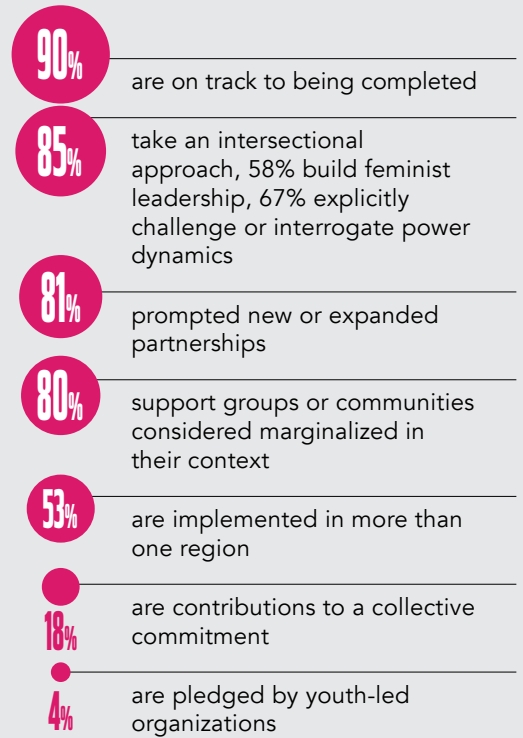 90%
are on track to being completed
85%
take an intersectional
approach, 58% build feminist
leadership, 67% explicitly
challenge or interrogate power
dynamics
81%
prompted new or expanded
partnerships
80%
support groups or communities
considered marginalized in
their context
53%
are implemented in more than
one region
18%
are contributions to a collective
commitment
4%
are pledged by youth-led
organizations